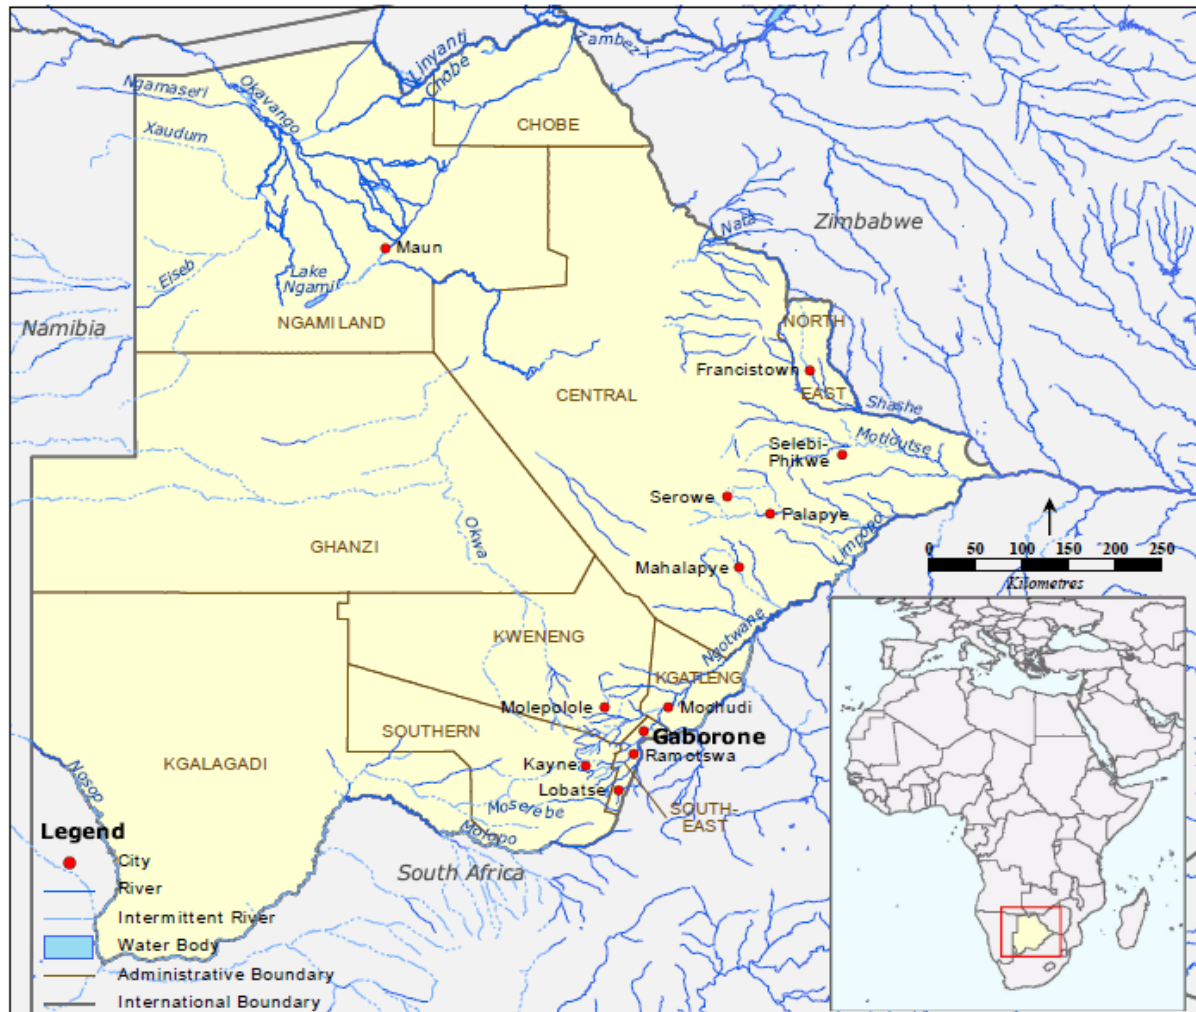 Linyanti
Chobe
Zambezi
Ngamaseri
Okavango
Xaudum
CHOBE
Nata
Zimbabwe
Maun
Eiseb
Lake
Ngami
Namibia
NGAMILAND
NORTH
EAST
Francistown
CENTRAL
Shashe
Motloutse
Selebi-
Phikwe
Serowe
Palapye
Okwa
Limpopo
GHANZI
Mahalapye
0 50 100 150 200 250
Kilometres
KWENENG
Ngotwane
KGATLENG
Molepolole
Mochudi
SOUTHERN
Gaborone
Ramotswa
KGALAGADI
Kayne
Nosop
Lobatse
Moserebe
SOUTH-
EAST
Molopo
South Africa
Legend
City
River
Intermittent River
Water Body
Administrative Boundary
International Boundary